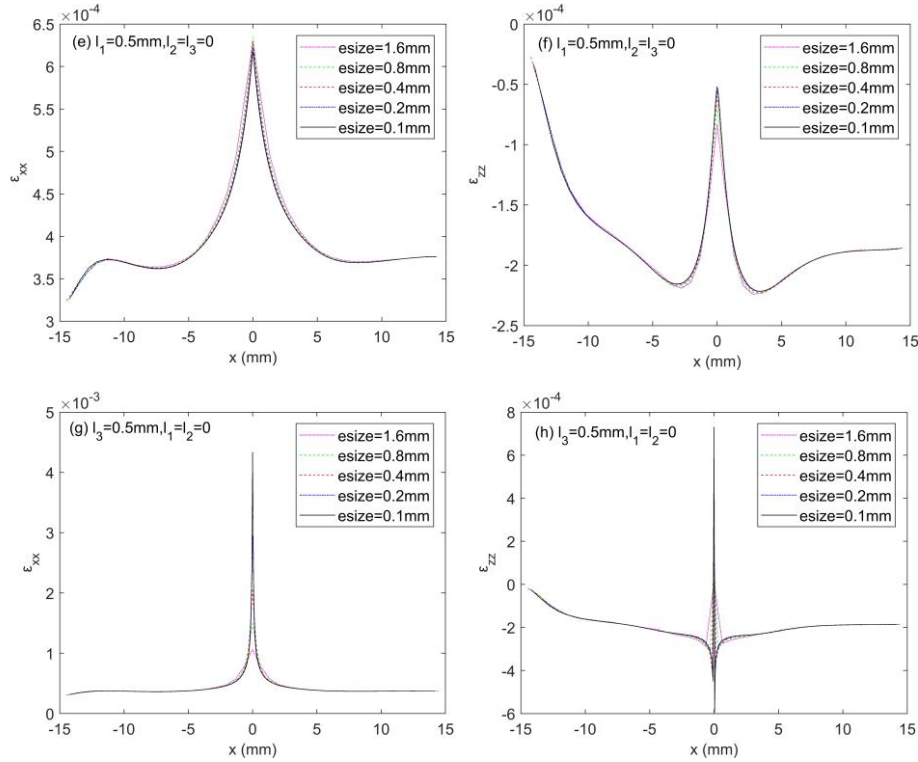 ×10⁻⁴
(e) l₁=0.5mm,l₂=l₃=0
esize=1.6mm
esize=0.8mm
esize=0.4mm
esize=0.2mm
esize=0.1mm
6.5
6
5.5
5
4.5
4
3.5
3
εₓₓ
-15 -10 -5 0 5 10 15
x (mm)
×10⁻⁴
(f) l₁=0.5mm,l₂=l₃=0
esize=1.6mm
esize=0.8mm
esize=0.4mm
esize=0.2mm
esize=0.1mm
0
-0.5
-1
-1.5
-2
-2.5
ε_zz
-15 -10 -5 0 5 10 15
x (mm)
×10⁻³
(g) l₃=0.5mm,l₁=l₂=0
esize=1.6mm
esize=0.8mm
esize=0.4mm
esize=0.2mm
esize=0.1mm
5
4
3
2
1
0
εₓₓ
-15 -10 -5 0 5 10 15
x (mm)
×10⁻⁴
(h) l₃=0.5mm,l₁=l₂=0
esize=1.6mm
esize=0.8mm
esize=0.4mm
esize=0.2mm
esize=0.1mm
8
6
4
2
0
-2
-4
-6
ε_zz
-15 -10 -5 0 5 10 15
x (mm)